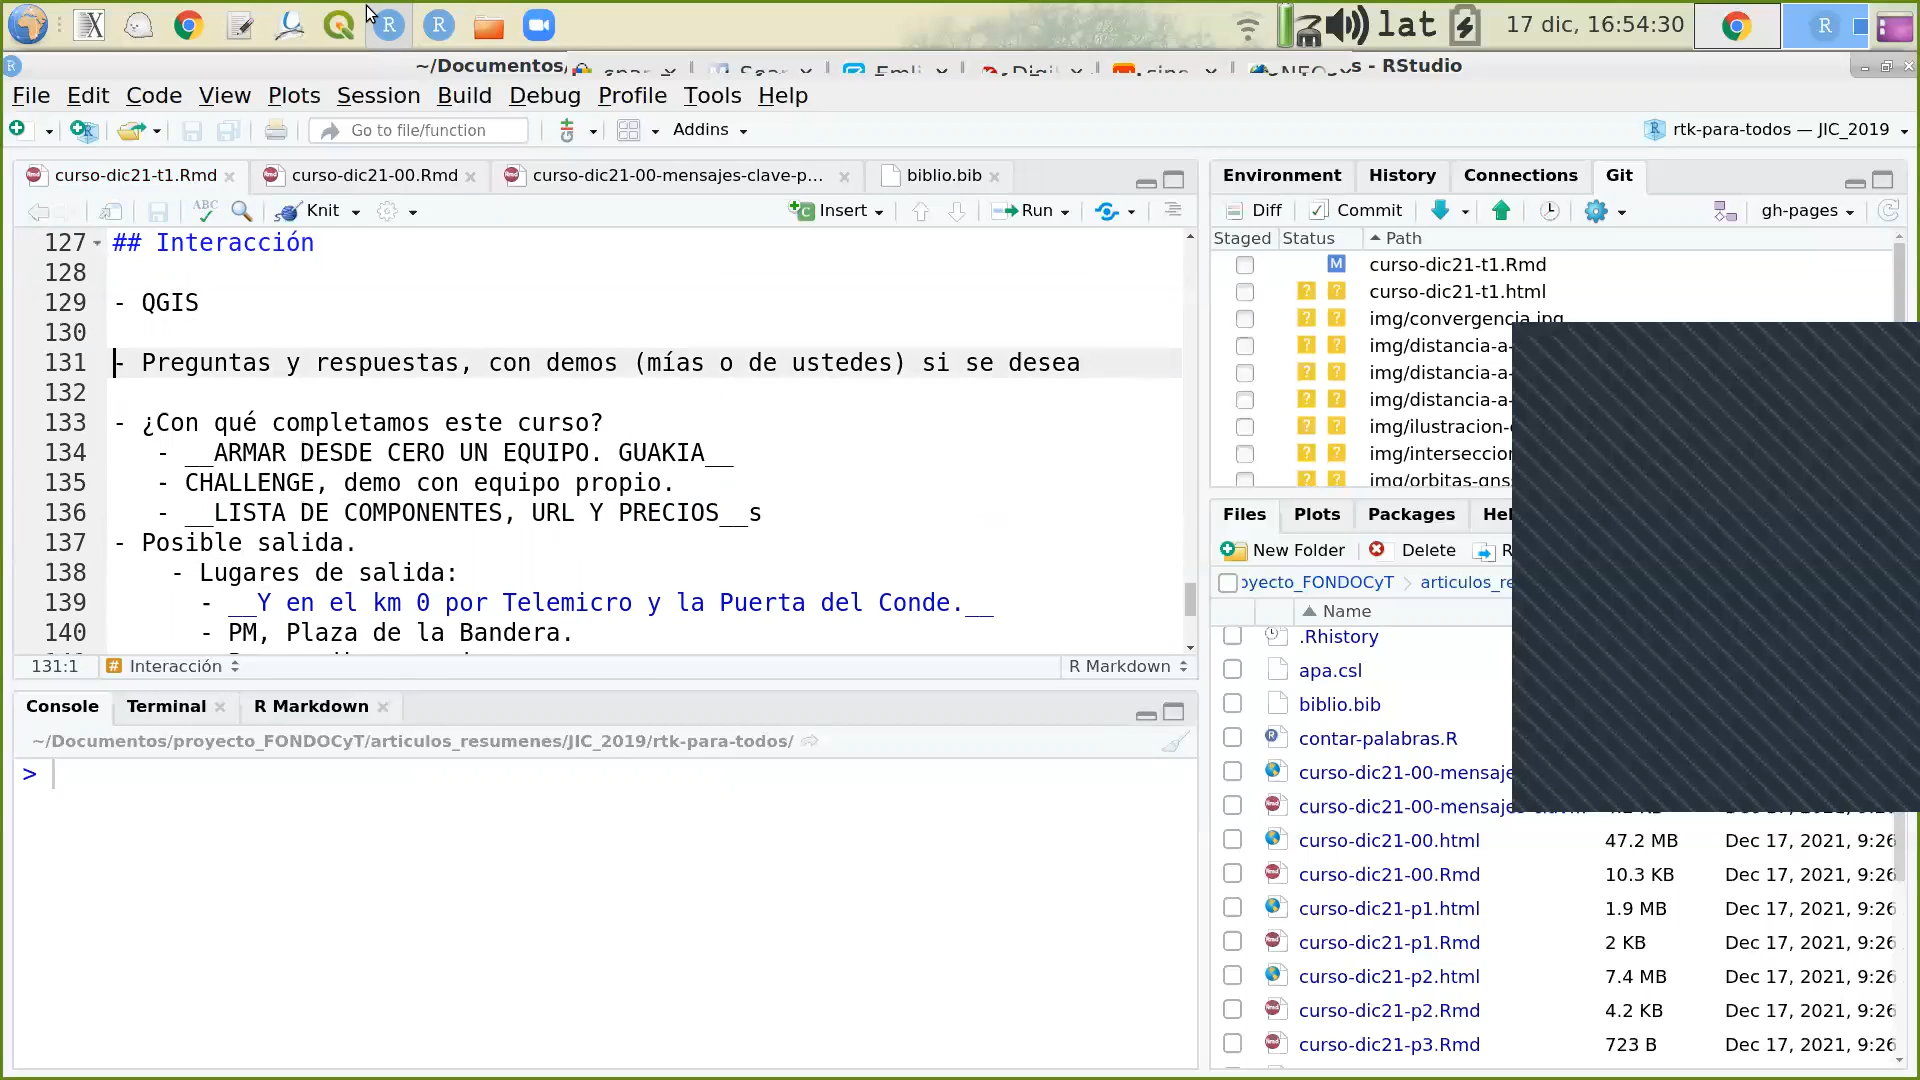 lat
17 dic, 16:54:30
~/Documentos/
s - RStudio
File Edit Code View Plots Session Build Debug Profile Tools Help
Go to file/function
Addins
rtk-para-todos — JIC_2019
curso-dic21-t1.Rmd
curso-dic21-00.Rmd
curso-dic21-00-mensajes-clave-p...
biblio.bib
ABC
Knit
Insert
Run
127 ## Interacción
128
129 - QGIS
130
131 - Preguntas y respuestas, con demos (mías o de ustedes) si se desea
132
133 - ¿Con qué completamos este curso?
134 - __ARMAR DESDE CERO UN EQUIPO. GUAKIA__
135 - CHALLENGE, demo con equipo propio.
136 - __LISTA DE COMPONENTES, URL Y PRECIOS__s
137 - Posible salida.
138 - Lugares de salida:
139 - __Y en el km 0 por Telemicro y la Puerta del Conde.__
140 - PM, Plaza de la Bandera.
131:1 # Interacción
R Markdown
Console Terminal R Markdown
~/Documentos/proyecto_FONDOCyT/articulos_resumenes/JIC_2019/rtk-para-todos/
>
Environment History Connections Git
Diff Commit
gh-pages
Staged Status Path
M curso-dic21-t1.Rmd
? ? curso-dic21-t1.html
? ? img/convergencia.jpg
? ? img/distancia-a-
? ? img/distancia-a-
? ? img/distancia-a-
? ? img/ilustracion-
? ? img/interseccion
? ? img/orbitas-gns
Files Plots Packages Hel
New Folder Delete R
oyecto_FONDOCyT > articulos_re
Name
.Rhistory
apa.csl
biblio.bib
contar-palabras.R
curso-dic21-00-mensaje
curso-dic21-00-mensaje
curso-dic21-00.html 47.2 MB Dec 17, 2021, 9:26
curso-dic21-00.Rmd 10.3 KB Dec 17, 2021, 9:26
curso-dic21-p1.html 1.9 MB Dec 17, 2021, 9:26
curso-dic21-p1.Rmd 2 KB Dec 17, 2021, 9:26
curso-dic21-p2.html 7.4 MB Dec 17, 2021, 9:26
curso-dic21-p2.Rmd 4.2 KB Dec 17, 2021, 9:26
curso-dic21-p3.Rmd 723 B Dec 17, 2021, 9:26